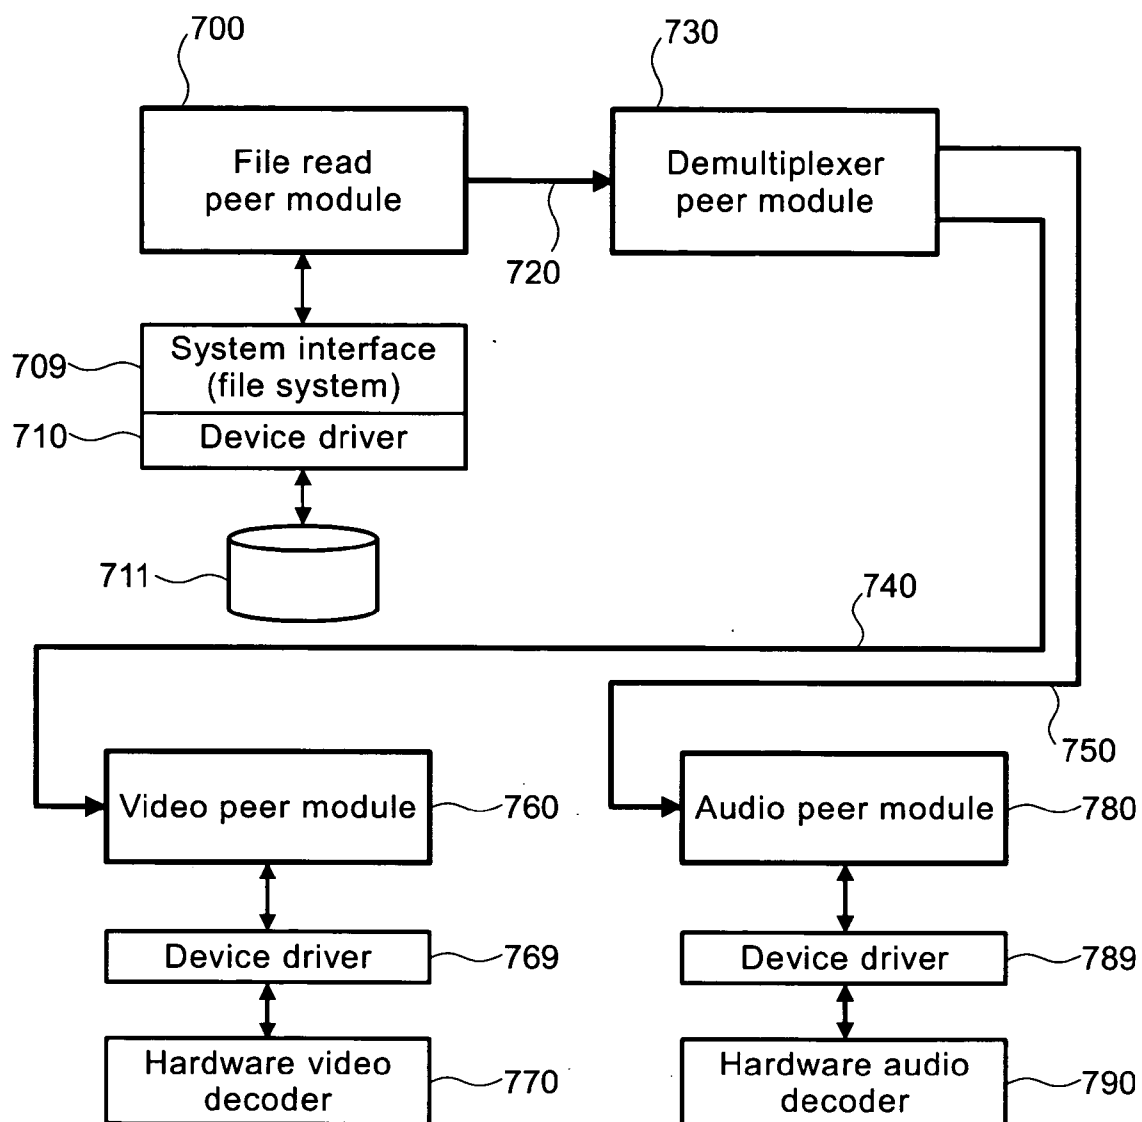 700
730
File read
peer module
Demultiplexer
peer module
720
709
System interface
(file system)
710
Device driver
711
740
750
Video peer module
760
Audio peer module
780
Device driver
769
Device driver
789
Hardware video
decoder
770
Hardware audio
decoder
790